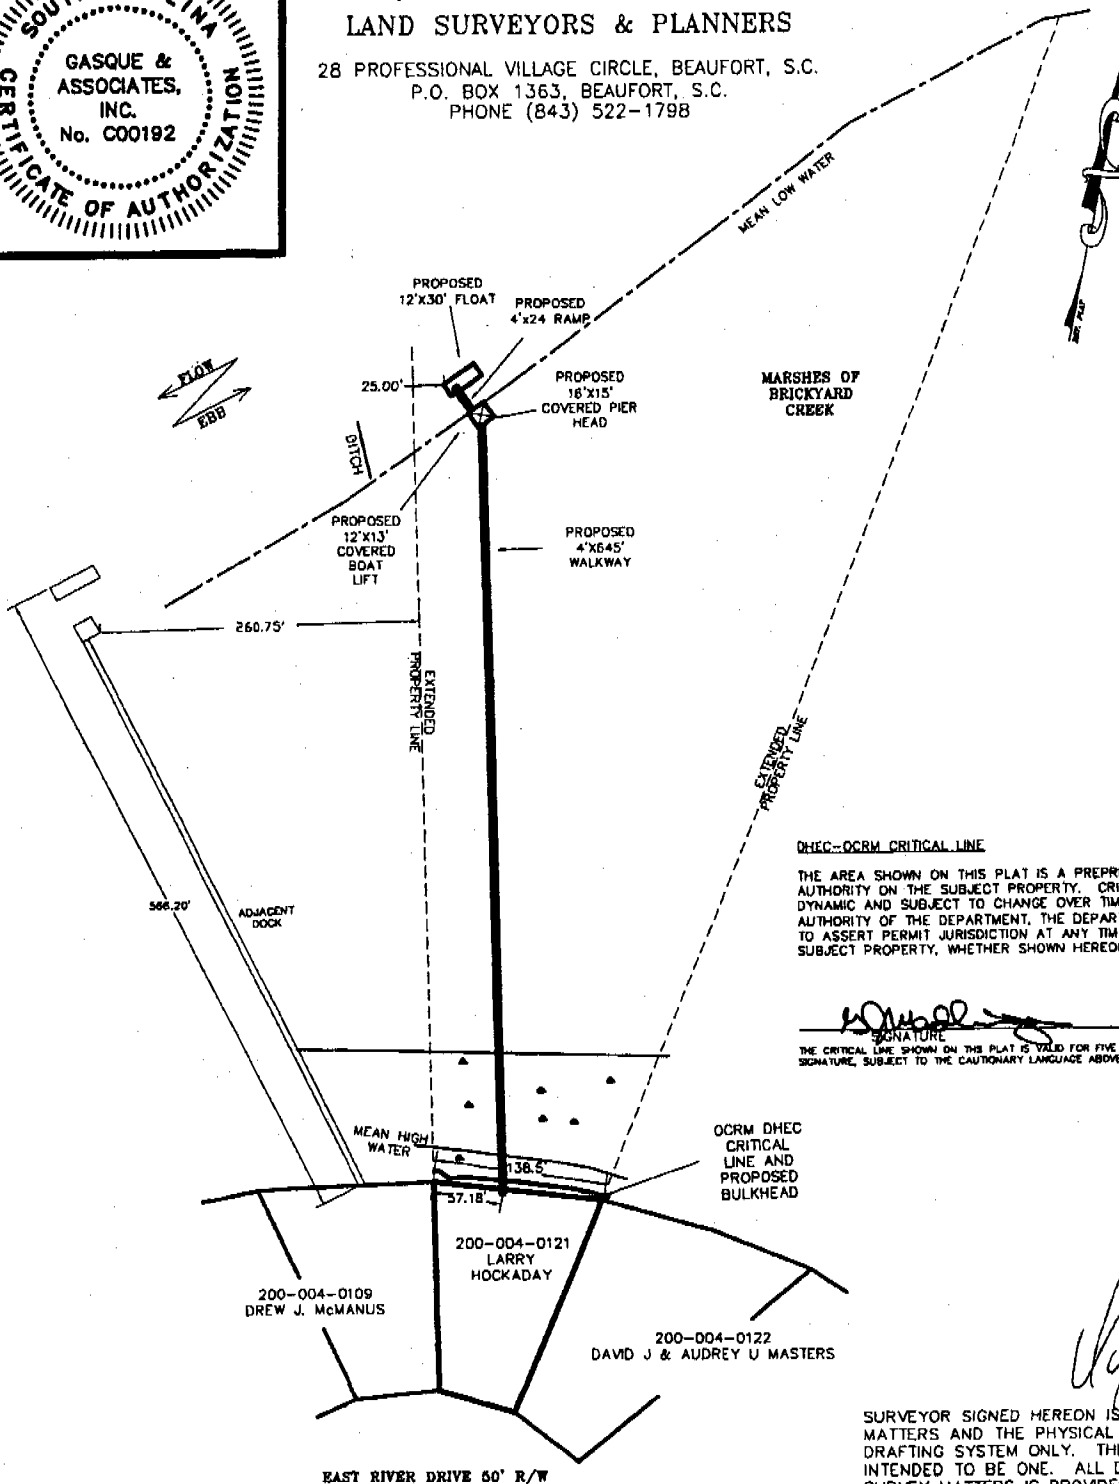 GASQUE &
ASSOCIATES,
INC.
No. C00192
CERTIFICATE OF AUTHORIZATION
LAND SURVEYORS & PLANNERS
28 PROFESSIONAL VILLAGE CIRCLE, BEAUFORT, S.C.
P.O. BOX 1363, BEAUFORT, S.C.
PHONE (843) 522-1798
MEAN LOW WATER
PROPOSED
12'X30' FLOAT
PROPOSED
4'x24 RAMP
FLOW
EBB
25.00'
PROPOSED
16'X15'
COVERED PIER
HEAD
MARSHES OF
BRICKYARD
CREEK
DITCH
PROPOSED
12'X13'
COVERED
BOAT
LIFT
PROPOSED
4'X645'
WALKWAY
260.75'
EXTENDED
PROPERTY LINE
EXTENDED
PROPERTY LINE
566.20'
ADJACENT
DOCK
DHEC-OCRM CRITICAL LINE
THE AREA SHOWN ON THIS PLAT IS A
AUTHORITY ON THE SUBJECT PROPERTY.
DYNAMIC AND SUBJECT TO CHANGE OVER
AUTHORITY OF THE DEPARTMENT, THE
TO ASSERT PERMIT JURISDICTION AT ANY
SUBJECT PROPERTY, WHETHER SHOWN
SIGNATURE
THE CRITICAL LINE SHOWN ON THIS PLAT IS VALID FOR FIVE
SIGNATURE, SUBJECT TO THE CAUTIONARY LANGUAGE
MEAN HIGH
WATER
138.5'
57.18'
OCRM DHEC
CRITICAL
LINE AND
PROPOSED
BULKHEAD
200-004-0121
LARRY
HOCKADAY
200-004-0109
DREW J. McMANUS
200-004-0122
DAVID J & AUDREY U MASTERS
SURVEYOR SIGNED HEREON
MATTERS AND THE PHYSICAL
DRAFTING SYSTEM ONLY.
INTENDED TO BE ONE. ALL
EAST RIVER DRIVE 50' R/W